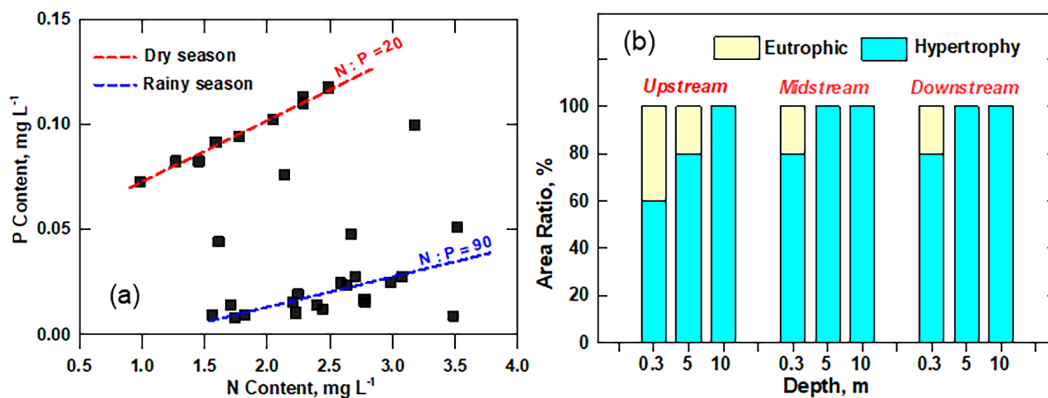 0.15
0.10
0.05
0.00
P Content, mg L⁻¹
Dry season
Rainy season
N : P =20
N : P = 90
(a)
0.5 1.0 1.5 2.0 2.5 3.0 3.5 4.0
N Content, mg L⁻¹
(b)
Eutrophic Hypertrophy
Upstream Midstream Downstream
100
80
60
40
20
0
Area Ratio, %
0.3 5 10 0.3 5 10 0.3 5 10
Depth, m